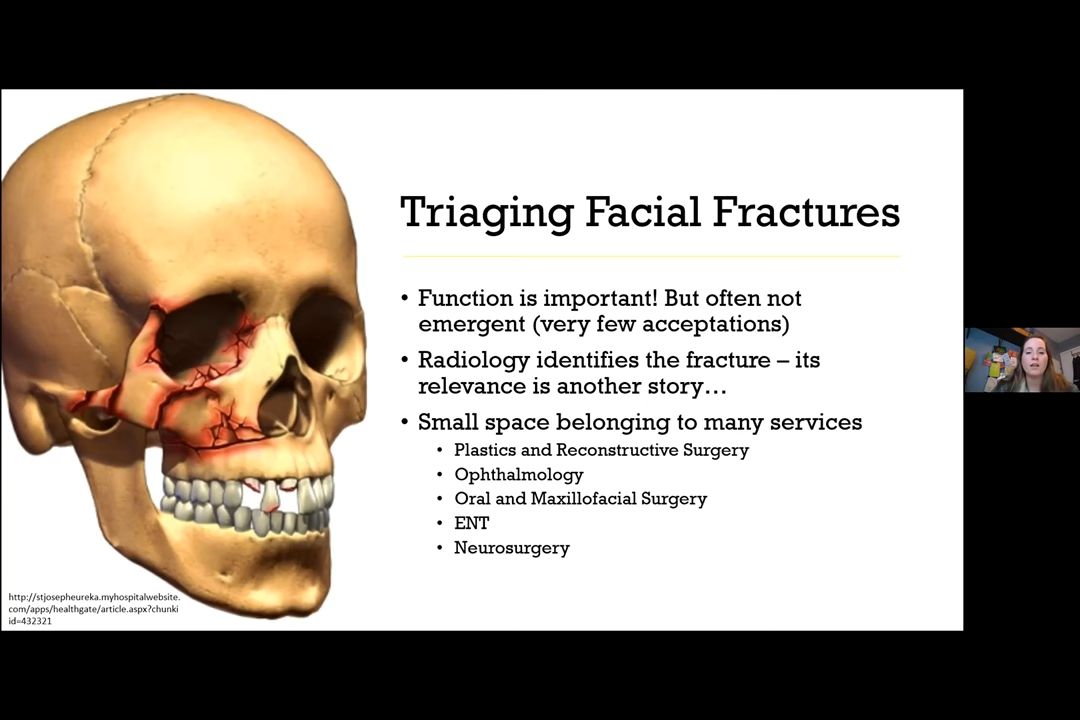 Triaging Facial Fractures
• Function is important! But often not
emergent (very few acceptations)
• Radiology identifies the fracture – its
relevance is another story…
• Small space belonging to many services
• Plastics and Reconstructive Surgery
• Ophthalmology
• Oral and Maxillofacial Surgery
• ENT
• Neurosurgery
http://stjosepheureka.myhospitalwebsite.
com/apps/healthgate/article.aspx?chunki
id=432321